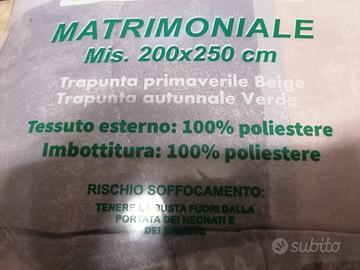 MATRIMONIALE
Mis. 200x250 cm
Trapunta primaverile Beige
Trapunta autunnale Verde
Tessuto esterno: 100% poliestere
Imbottitura: 100% poliestere
RISCHIO SOFFOCAMENTO:
TENERE LA BUSTA FUORI DALLA
PORTATA DEI NEONATI E
DEI BAMBINI
subito